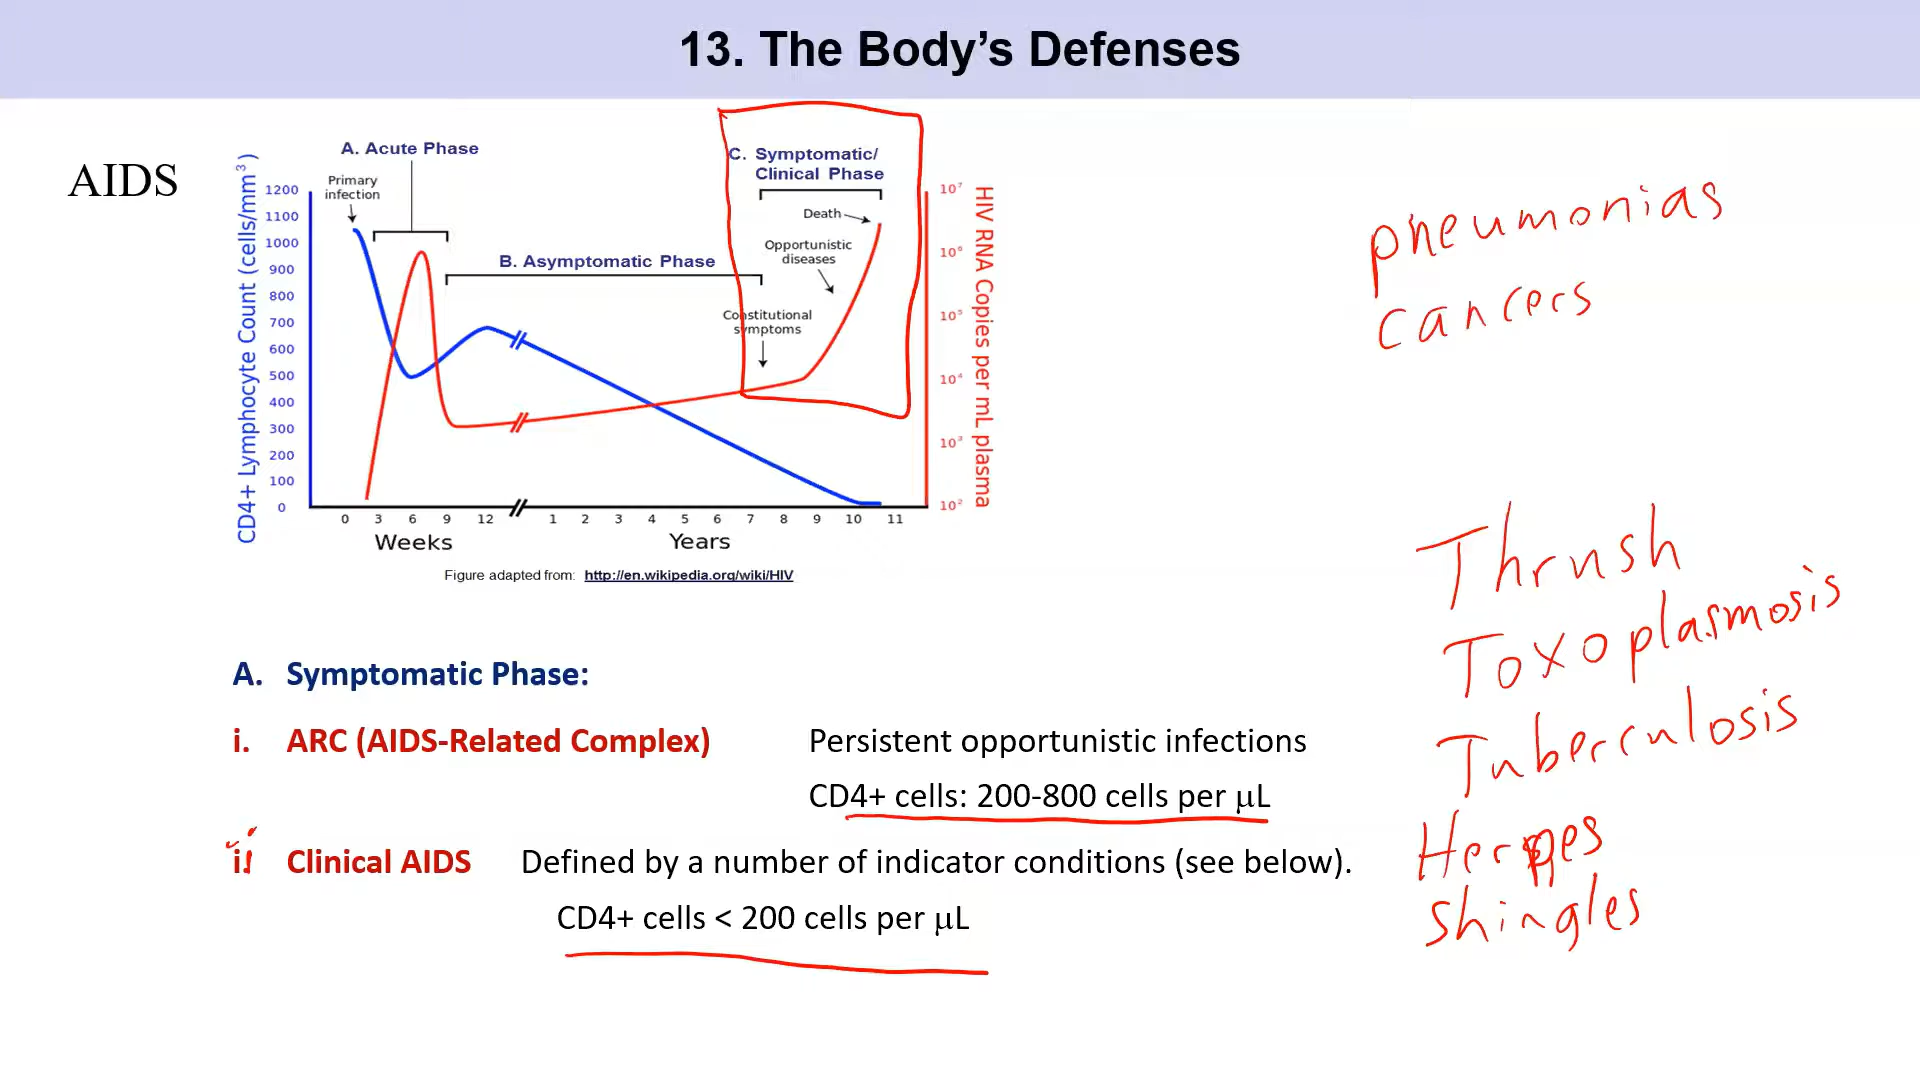 13. The Body’s Defenses
AIDS
A. Acute Phase
Primary
infection
B. Asymptomatic Phase
C. Symptomatic/
Clinical Phase
Death
Opportunistic
diseases
Constitutional
symptoms
CD4+ Lymphocyte Count (cells/mm³)
1200
1100
1000
900
800
700
600
500
400
300
200
100
0
10⁷
10⁶
10⁵
10⁴
10³
10²
HIV RNA Copies per mL plasma
0 3 6 9 12 1 2 3 4 5 6 7 8 9 10 11
Weeks Years
Figure adapted from: http://en.wikipedia.org/wiki/HIV
pneumonias
cancers
Thrush
Toxoplasmosis
Tuberculosis
Herpes
Shingles
A. Symptomatic Phase:
i. ARC (AIDS-Related Complex) Persistent opportunistic infections
CD4+ cells: 200-800 cells per μL
ii. Clinical AIDS Defined by a number of indicator conditions (see below).
CD4+ cells < 200 cells per μL